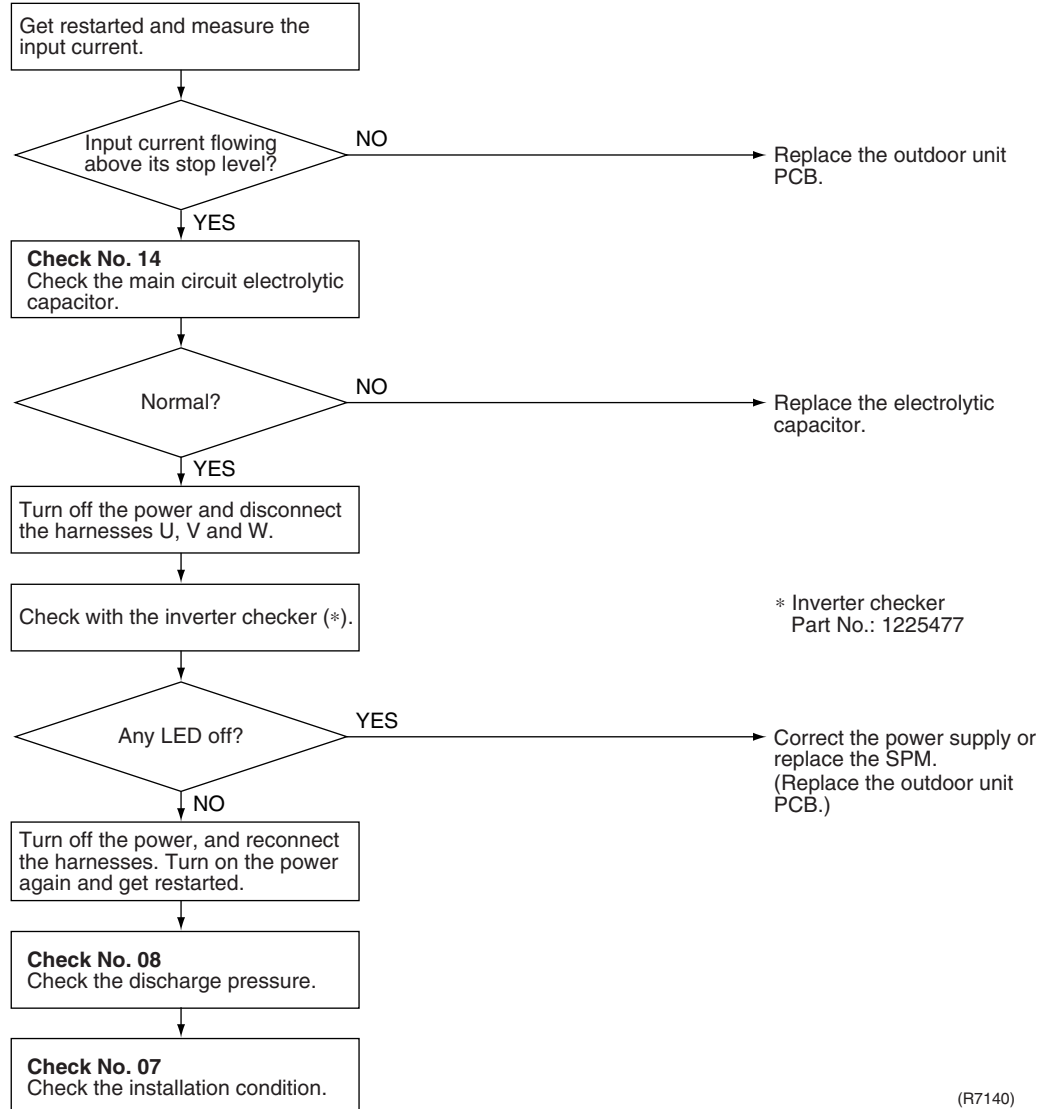 Get restarted and measure the
input current.
Input current flowing
above its stop level?
NO
Replace the outdoor unit
PCB.
YES
Check No. 14
Check the main circuit electrolytic
capacitor.
Normal?
NO
Replace the electrolytic
capacitor.
YES
Turn off the power and disconnect
the harnesses U, V and W.
Check with the inverter checker (*).
* Inverter checker
Part No.: 1225477
Any LED off?
YES
Correct the power supply or
replace the SPM.
(Replace the outdoor unit
PCB.)
NO
Turn off the power, and reconnect
the harnesses. Turn on the power
again and get restarted.
Check No. 08
Check the discharge pressure.
Check No. 07
Check the installation condition.
(R7140)